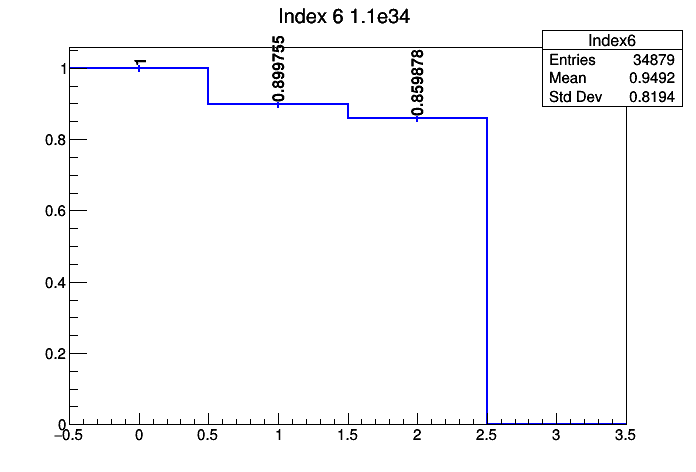 Index 6 1.1e34
Index6
Entries 34879
Mean 0.9492
Std Dev 0.8194
1
0.899755
0.859878
1
0.8
0.6
0.4
0.2
0
−0.5 0 0.5 1 1.5 2 2.5 3 3.5